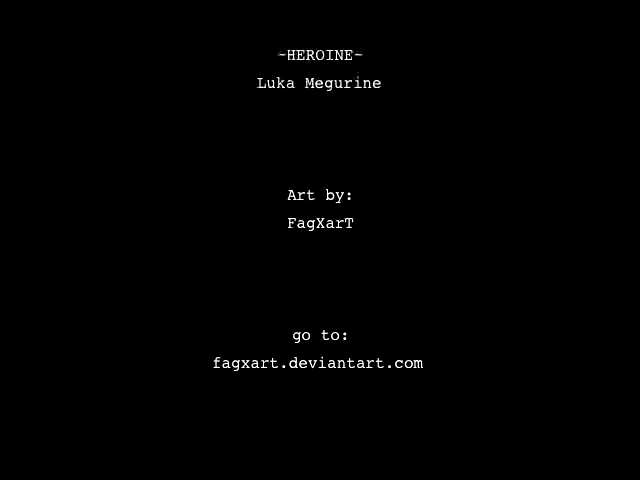 ~HEROINE~
Luka Megurine
Art by:
FagXarT
go to:
fagxart.deviantart.com